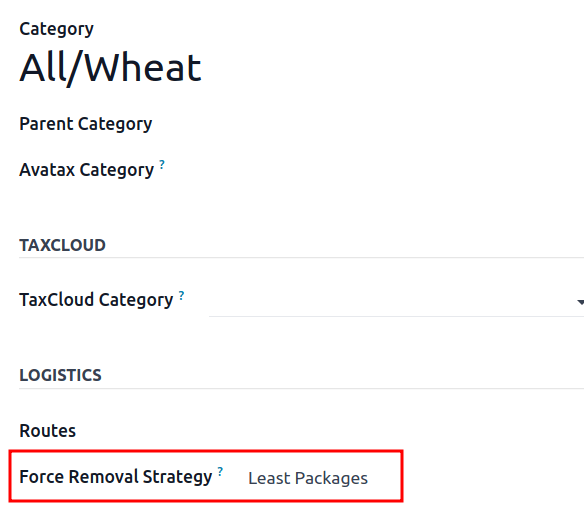 Category
All/Wheat
Parent Category
Avatax Category ?
TAXCLOUD
TaxCloud Category ?
LOGISTICS
Routes
Force Removal Strategy ? Least Packages